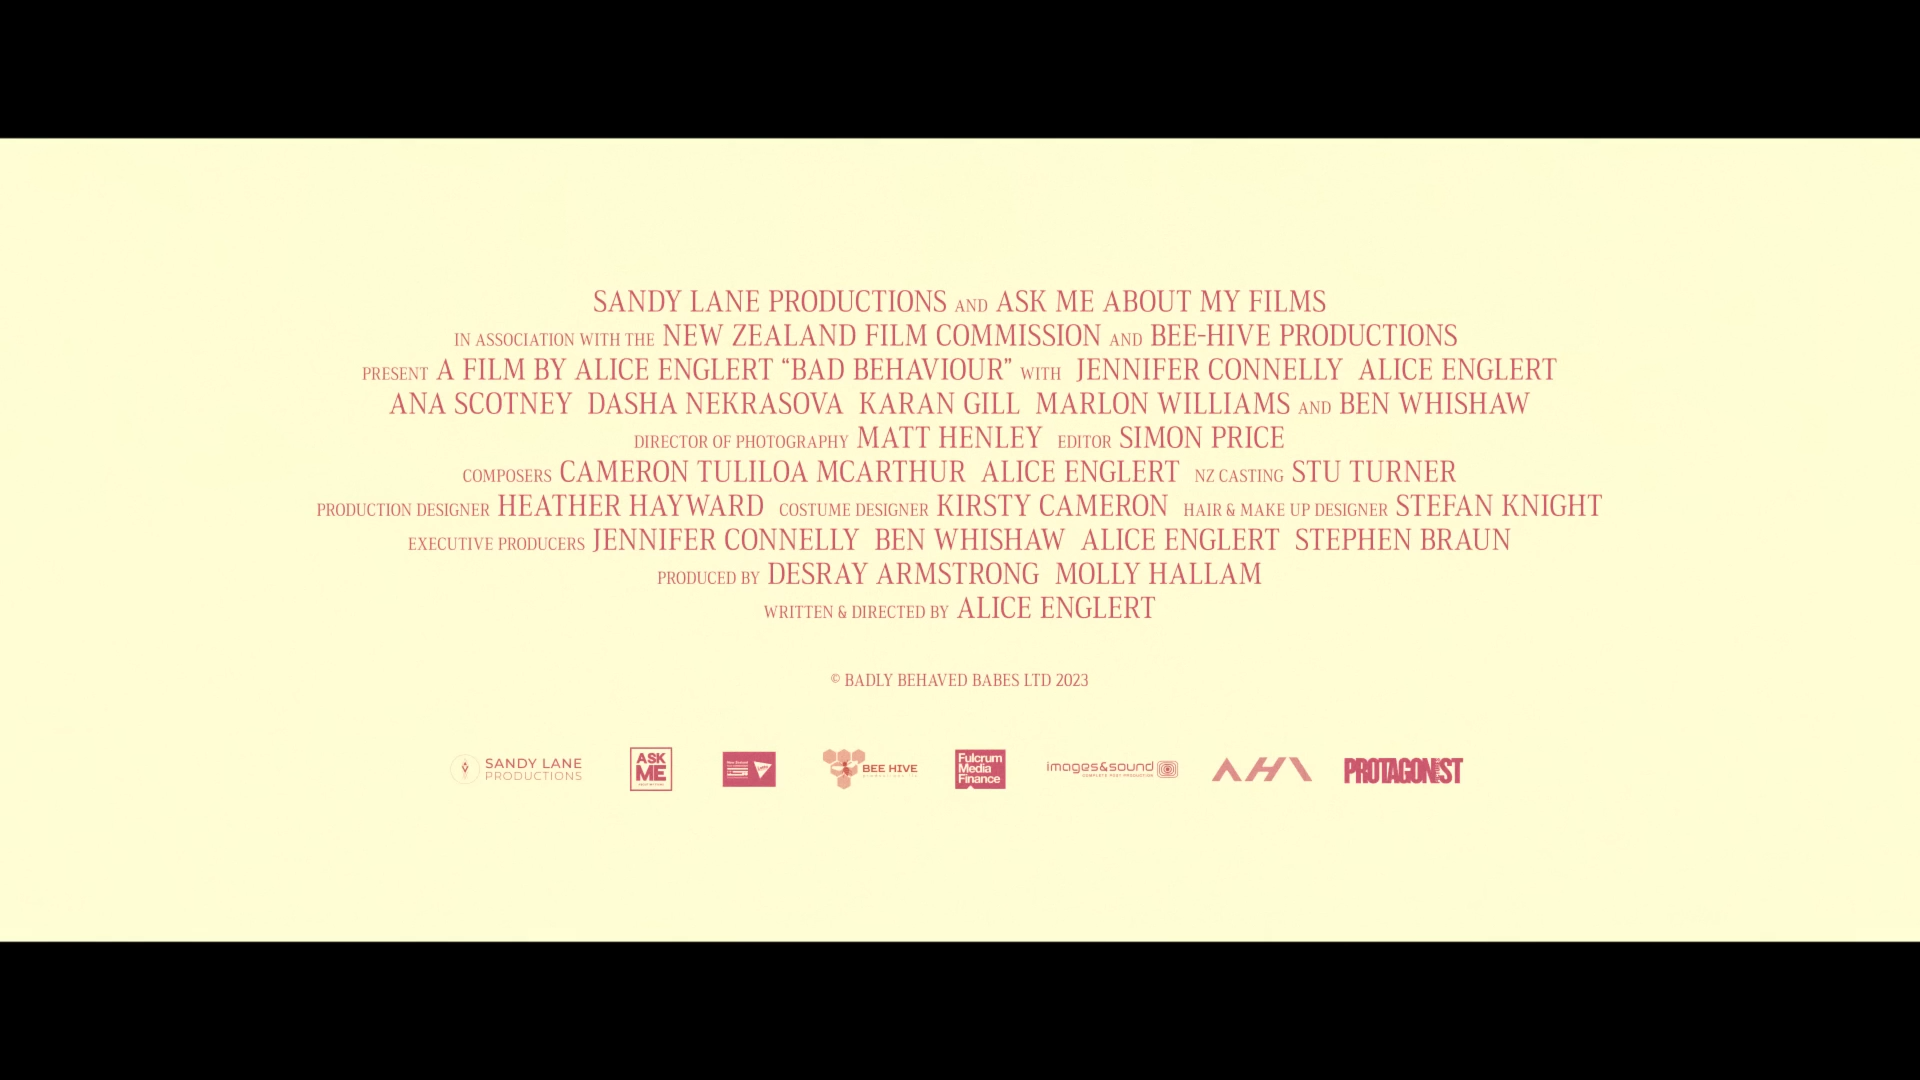 SANDY LANE PRODUCTIONS AND ASK ME ABOUT MY FILMS
IN ASSOCIATION WITH THE NEW ZEALAND FILM COMMISSION AND BEE-HIVE PRODUCTIONS
PRESENT A FILM BY ALICE ENGLERT “BAD BEHAVIOUR” WITH JENNIFER CONNELLY ALICE ENGLERT
ANA SCOTNEY DASHA NEKRASOVA KARAN GILL MARLON WILLIAMS AND BEN WHISHAW
DIRECTOR OF PHOTOGRAPHY MATT HENLEY EDITOR SIMON PRICE
COMPOSERS CAMERON TULILOA MCARTHUR ALICE ENGLERT NZ CASTING STU TURNER
PRODUCTION DESIGNER HEATHER HAYWARD COSTUME DESIGNER KIRSTY CAMERON HAIR & MAKE UP DESIGNER STEFAN KNIGHT
EXECUTIVE PRODUCERS JENNIFER CONNELLY BEN WHISHAW ALICE ENGLERT STEPHEN BRAUN
PRODUCED BY DESRAY ARMSTRONG MOLLY HALLAM
WRITTEN & DIRECTED BY ALICE ENGLERT
© BADLY BEHAVED BABES LTD 2023
SANDY LANE
PRODUCTIONS
ASK
ME
BEE HIVE
Fulcrum
Media
Finance
images&sound
COMPLETE POST PRODUCTION
PROTAGONIST